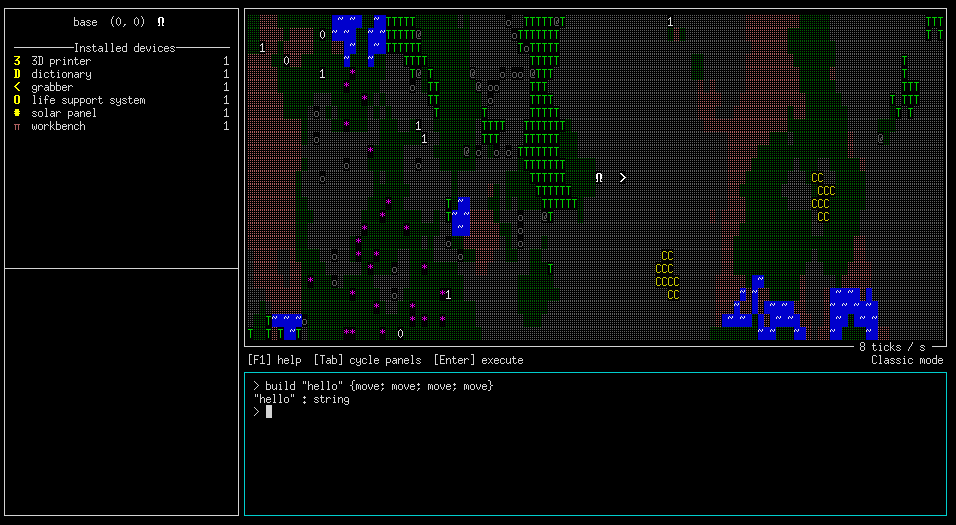 base (0, 0) Ω
Installed devices
3 3D printer 1
D dictionary 1
< grabber 1
O life support system 1
# solar panel 1
π workbench 1
8 ticks / s
[F1] help [Tab] cycle panels [Enter] execute
Classic mode
> build "hello" {move; move; move; move}
"hello" : string
>